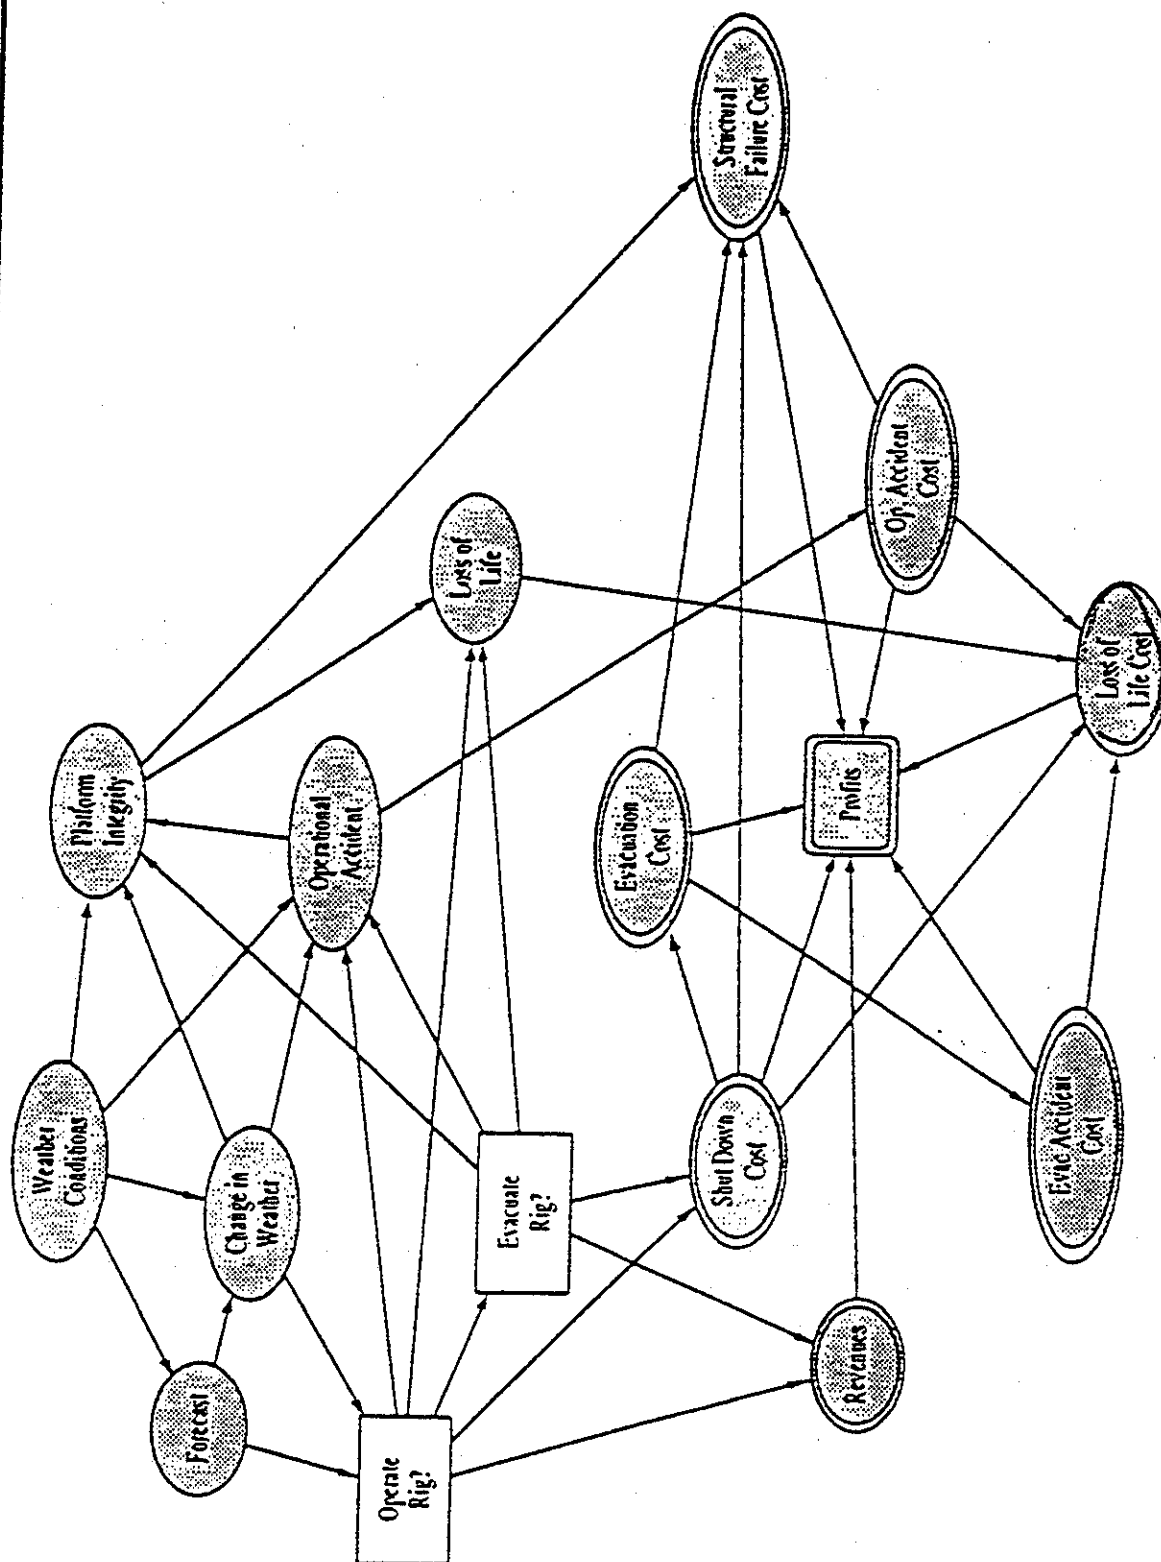 Forecast
Weather
Conditions
Change in
Weather
Platform
Integrity
Operational
Accident
Operate
Rig?
Evacuate
Rig?
Loss of
Life
Structural
Failure Cost
Evacuation
Cost
Shut Down
Cost
Op. Accident
Cost
Revenues
Profits
Evac Accident
Cost
Loss of
Life Cost